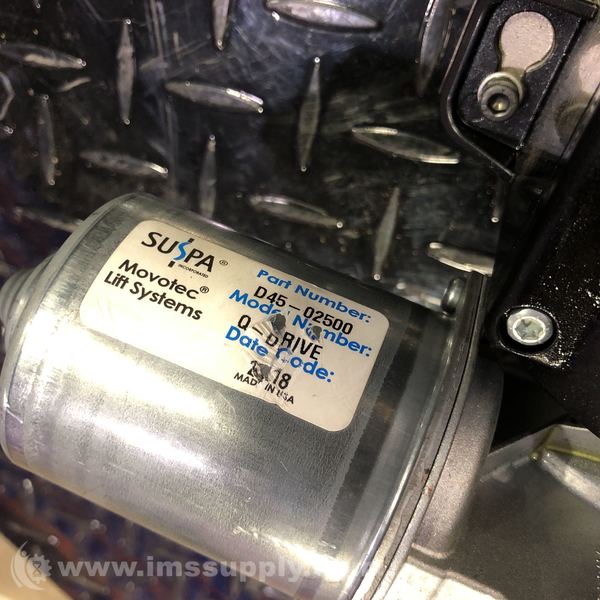 SUSPA®
INCORPORATED
Movotec®
Lift Systems
Part Number:
D45-02500
Model Number:
Q-DRIVE
Date Code:
MADE IN USA
www.imssupply